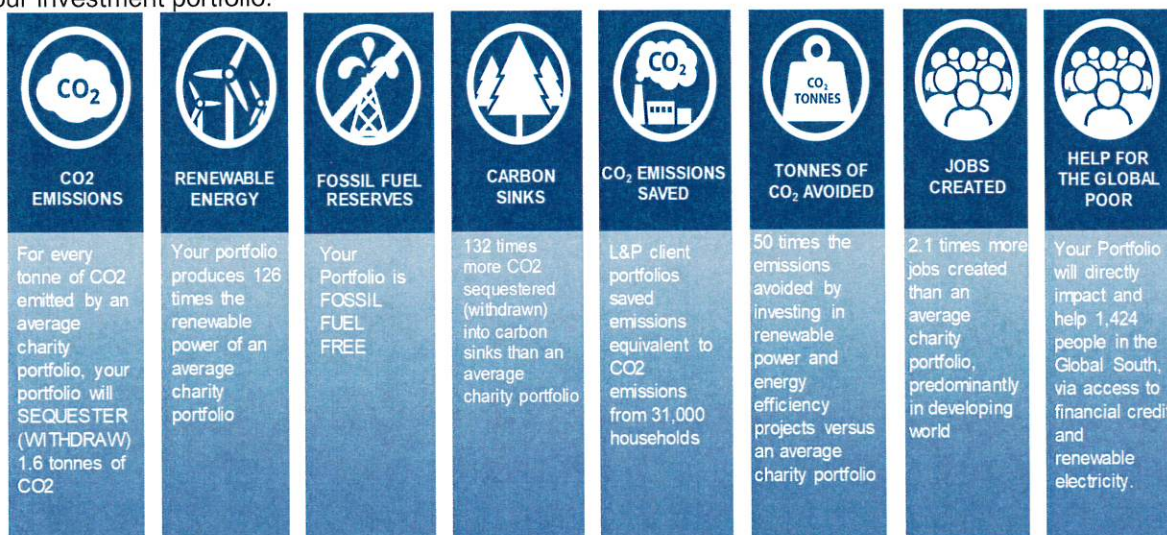 our investment portfolio.
CO2
CO2
EMISSIONS
For every
tonne of CO2
emitted by an
average
charity
portfolio, your
portfolio will
SEQUESTER
(WITHDRAW)
1.6 tonnes of
CO2
RENEWABLE
ENERGY
Your portfolio
produces 126
times the
renewable
power of an
average
charity
portfolio
FOSSIL FUEL
RESERVES
Your
Portfolio is
FOSSIL
FUEL
FREE
CARBON
SINKS
132 times
more CO2
sequestered
(withdrawn)
into carbon
sinks than an
average
charity portfolio
CO2
CO2 EMISSIONS
SAVED
L&P client
portfolios
saved
emissions
equivalent to
CO2
emissions
from 31,000
households
CO2
TONNES
TONNES OF
CO2 AVOIDED
50 times the
emissions
avoided by
investing in
renewable
power and
energy
efficiency
projects versus
an average
charity portfolio
JOBS
CREATED
2.1 times more
jobs created
than an
average
charity
portfolio,
predominantly
in developing
world
HELP FOR
THE GLOBAL
POOR
Your Portfolio
will directly
impact and
help 1,424
people in the
Global South,
via access to
financial credit
and
renewable
electricity.